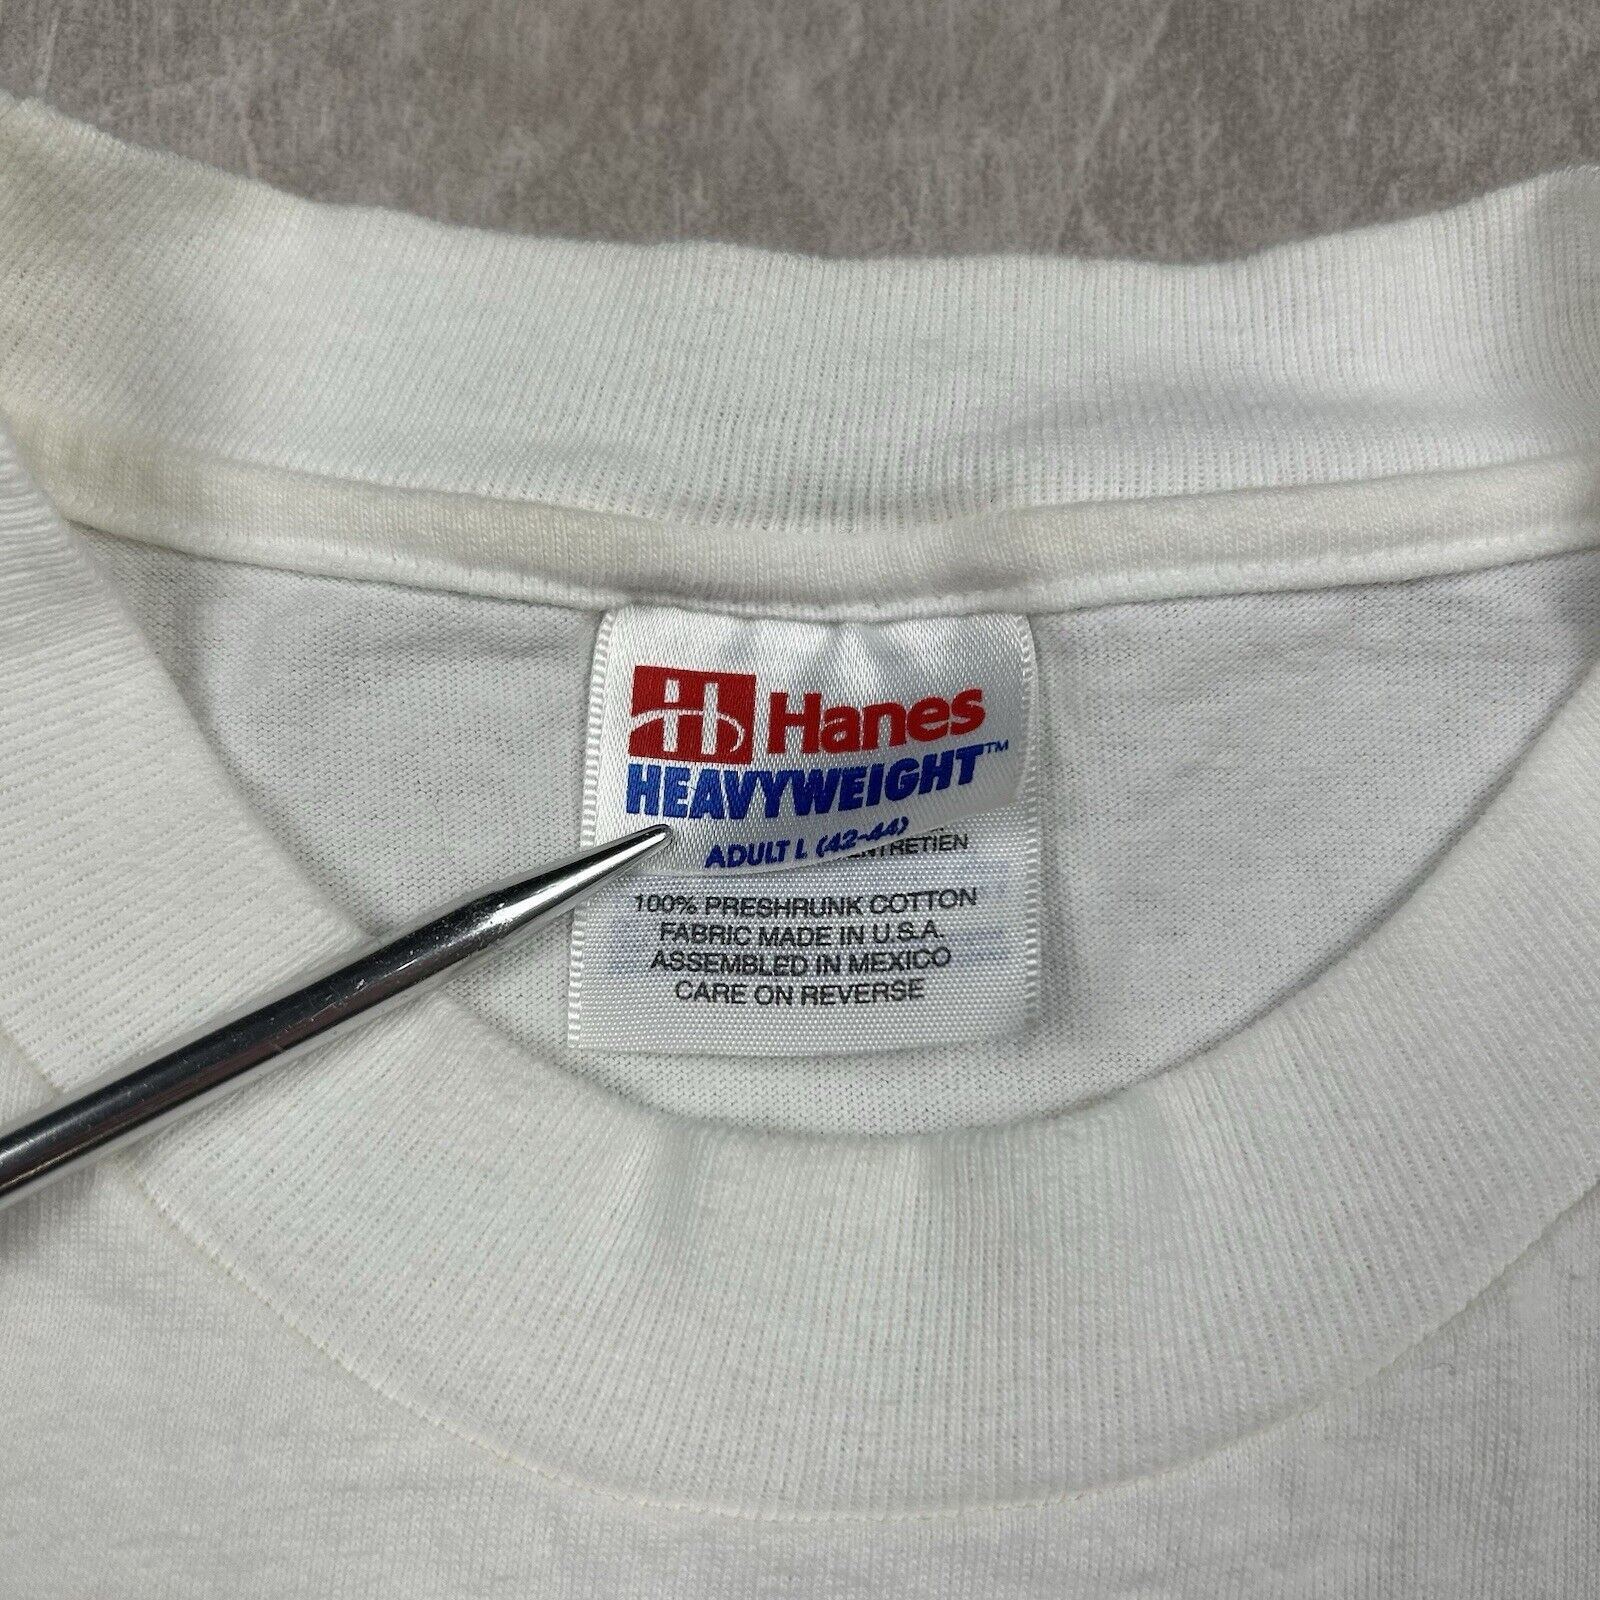 Hanes
HEAVYWEIGHT™
ADULT L (42-44)
100% PRESHRUNK COTTON
FABRIC MADE IN U.S.A.
ASSEMBLED IN MEXICO
CARE ON REVERSE